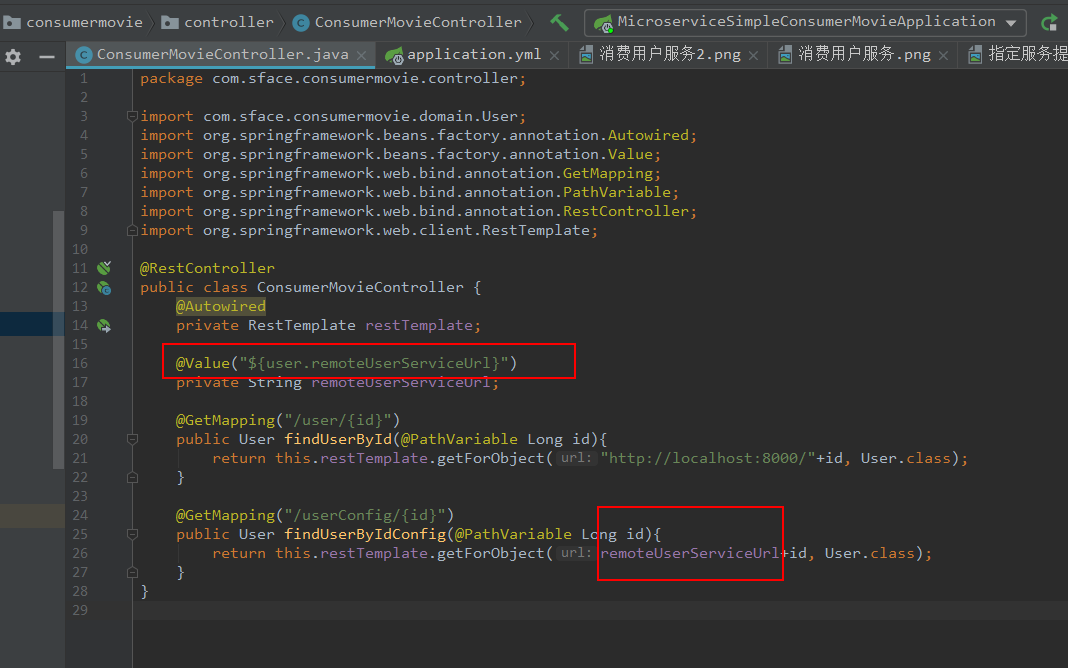 consumermovie controller ConsumerMovieController MicroserviceSimpleConsumerMovieApplication
ConsumerMovieController.java application.yml 消费用户服务2.png 消费用户服务.png 指定服务提
1 package com.sface.consumermovie.controller;
2
3 import com.sface.consumermovie.domain.User;
4 import org.springframework.beans.factory.annotation.Autowired;
5 import org.springframework.beans.factory.annotation.Value;
6 import org.springframework.web.bind.annotation.GetMapping;
7 import org.springframework.web.bind.annotation.PathVariable;
8 import org.springframework.web.bind.annotation.RestController;
9 import org.springframework.web.client.RestTemplate;
10
11 @RestController
12 public class ConsumerMovieController {
13 @Autowired
14 private RestTemplate restTemplate;
15
16 @Value("${user.remoteUserServiceUrl}")
17 private String remoteUserServiceUrl;
18
19 @GetMapping("/user/{id}")
20 public User findUserById(@PathVariable Long id){
21 return this.restTemplate.getForObject( url: "http://localhost:8000/"+id, User.class);
22 }
23
24 @GetMapping("/userConfig/{id}")
25 public User findUserByIdConfig(@PathVariable Long id){
26 return this.restTemplate.getForObject( url: remoteUserServiceUrl+id, User.class);
27 }
28 }
29